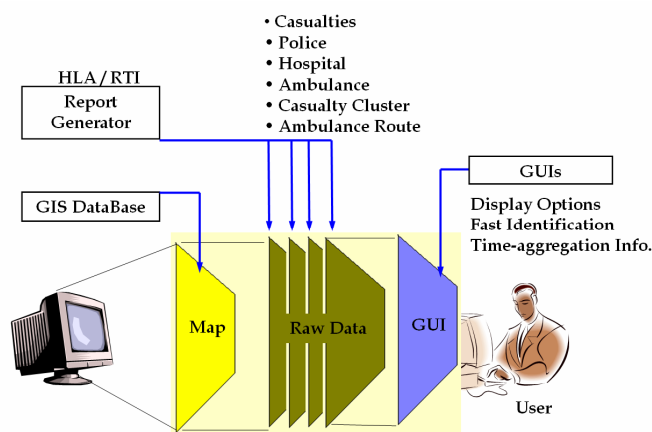 • Casualties
• Police
• Hospital
• Ambulance
• Casualty Cluster
• Ambulance Route
HLA / RTI
Report
Generator
GIS DataBase
GUIs
Display Options
Fast Identification
Time-aggregation Info.
Map
Raw Data
GUI
User